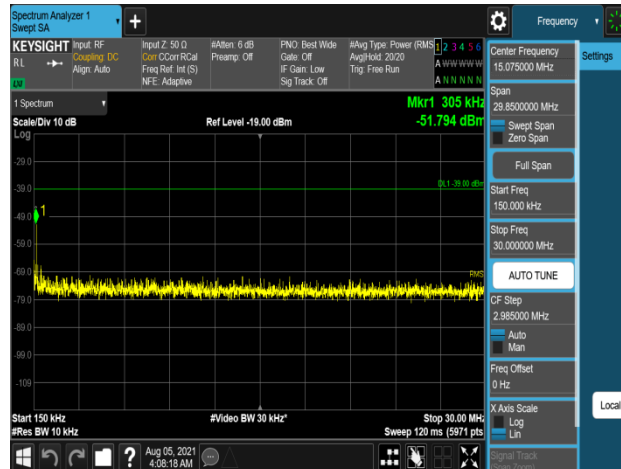 Spectrum Analyzer 1
Swept SA
Frequency
KEYSIGHT
RL
LXI
Input: RF
Coupling: DC
Align: Auto
Input Z: 50 Ω
Corr CCorr RCal
Freq Ref: Int (S)
NFE: Adaptive
#Atten: 6 dB
Preamp: Off
PNO: Best Wide
Gate: Off
IF Gain: Low
Sig Track: Off
#Avg Type: Power (RMS
Avg|Hold: 20/20
Trig: Free Run
1 2 3 4 5 6
A W W W W W
A N N N N N
1 Spectrum
Scale/Div 10 dB
Log
Ref Level -19.00 dBm
Mkr1 305 kHz
-51.794 dBm
-29.0
-39.0
-49.0
-59.0
-69.0
-79.0
-89.0
-99.0
-109
DL1 -39.00 dBm
1
RMS
Start 150 kHz
#Res BW 10 kHz
#Video BW 30 kHz*
Stop 30.00 MHz
Sweep 120 ms (5971 pts
?
Aug 05, 2021
4:08:18 AM
Center Frequency
15.075000 MHz
Span
29.8500000 MHz
Swept Span
Zero Span
Full Span
Start Freq
150.000 kHz
Stop Freq
30.000000 MHz
AUTO TUNE
CF Step
2.985000 MHz
Auto
Man
Freq Offset
0 Hz
X Axis Scale
Log
Lin
Signal Track
(Span Zoom)
Settings
Local